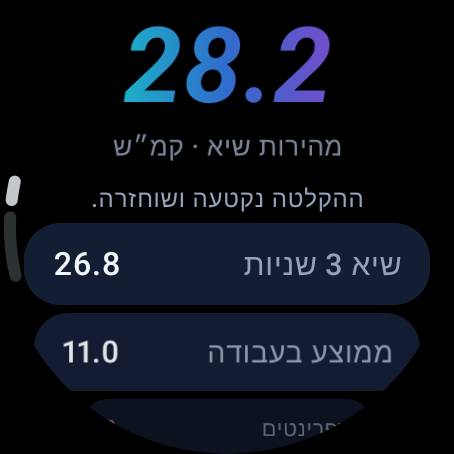 28.2
מהירות שיא · קמ״ש
ההקלטה נקטעה ושוחזרה.
שיא 3 שניות 26.8
ממוצע בעבודה 11.0